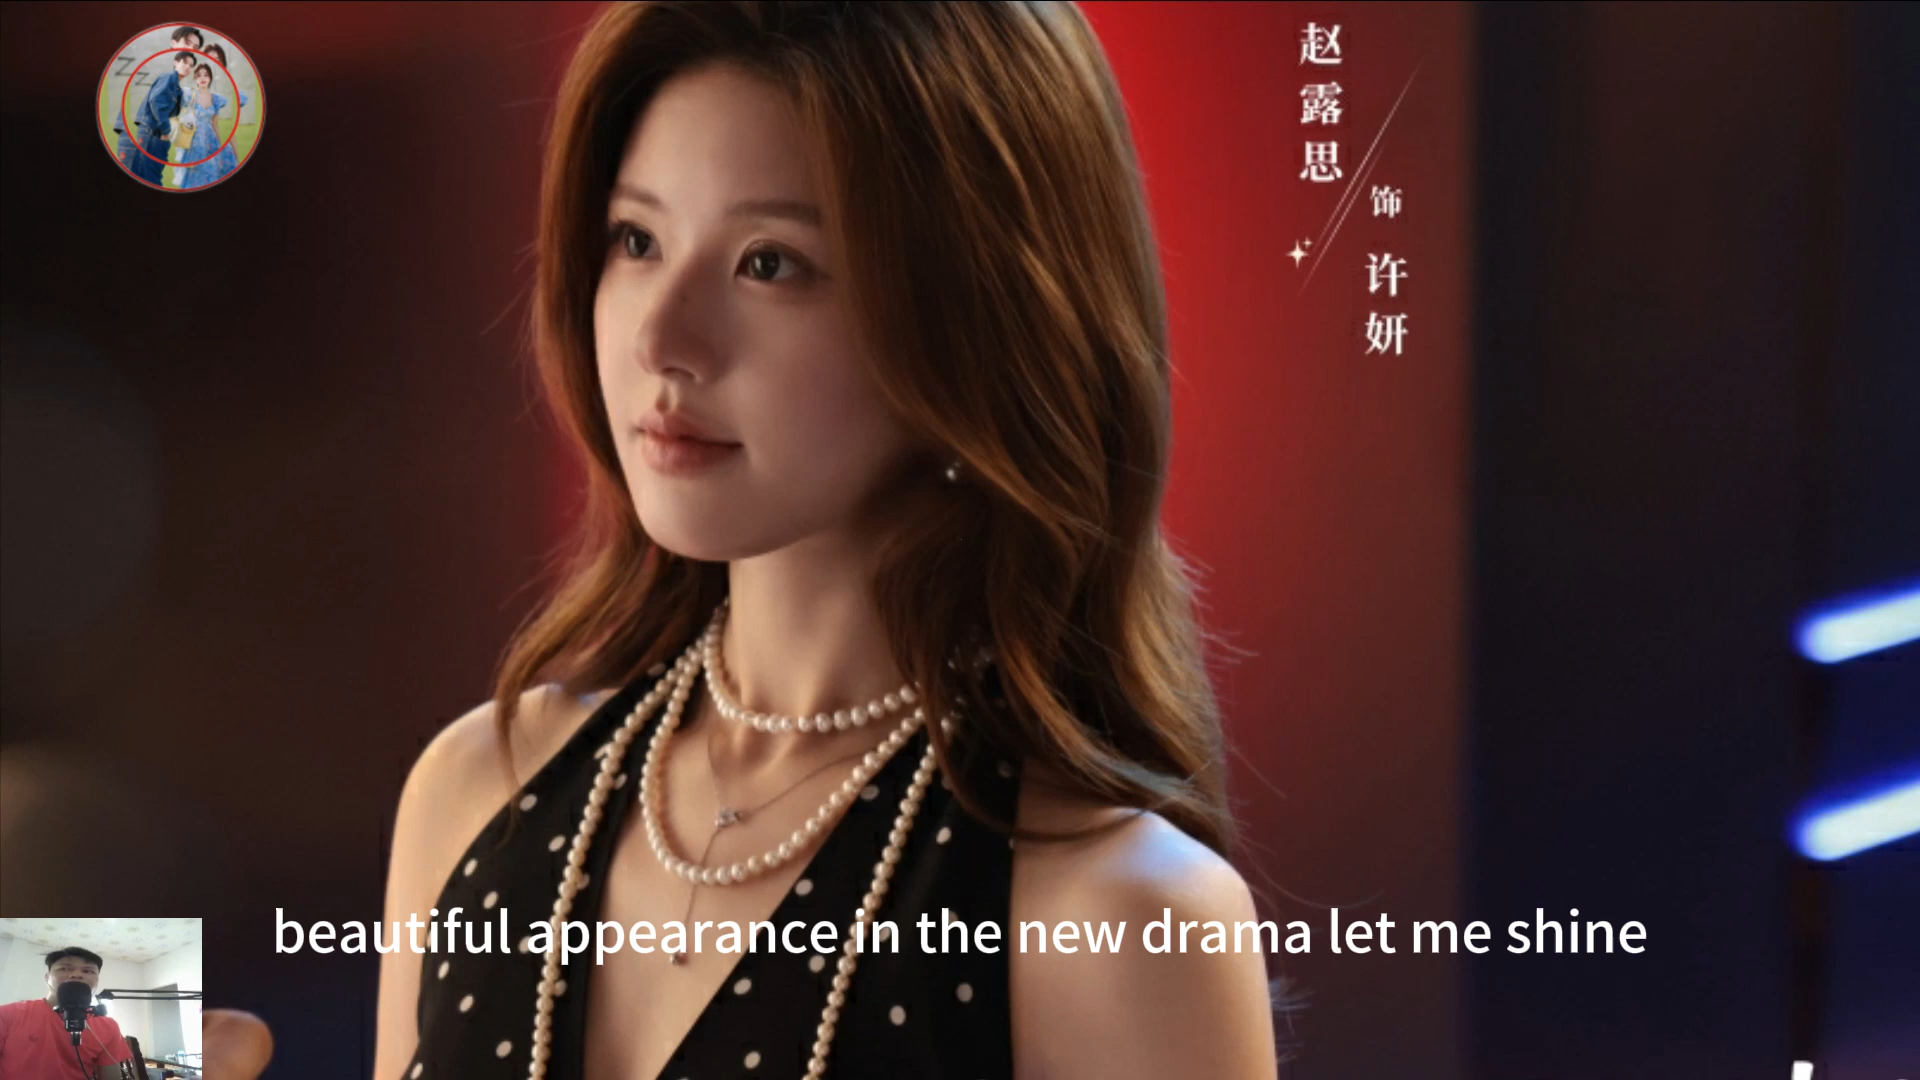 赵露思
饰
许妍
beautiful appearance in the new drama let me shine